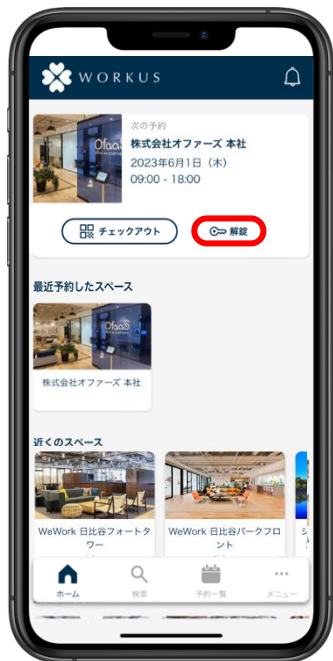 WORKUS
次の予約
株式会社オファーズ 本社
2023年6月1日（木）
09:00 - 18:00
チェックアウト
解錠
最近予約したスペース
株式会社オファーズ 本社
近くのスペース
WeWork 日比谷フォートタ
ワー
WeWork 日比谷パークフロ
ント
ホーム
検索
予約一覧
メニュー